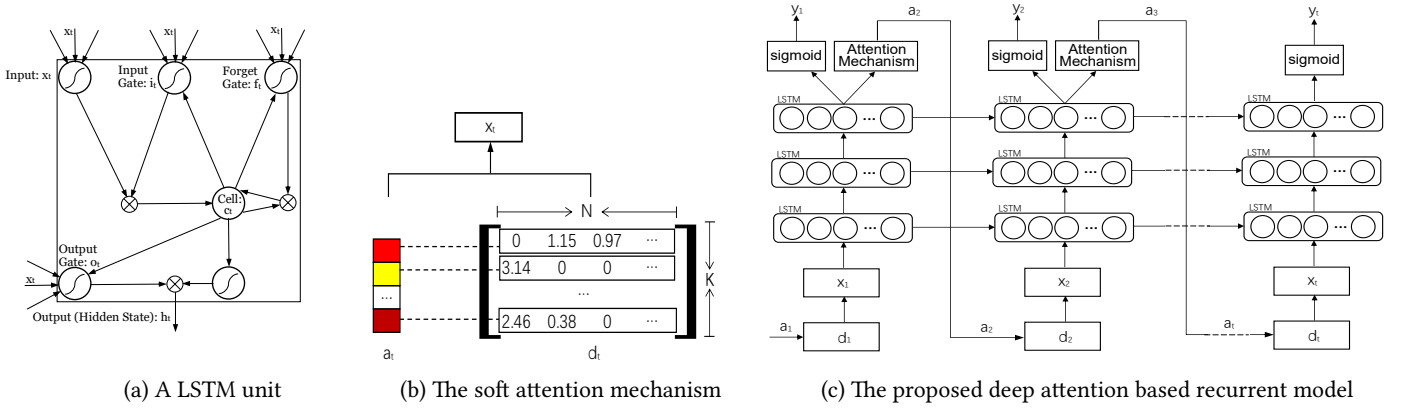 xₜ
xₜ
xₜ
Input: xₜ
Input
Gate: iₜ
Forget
Gate: fₜ
Cell:
cₜ
Output
Gate: oₜ
xₜ
Output (Hidden State): hₜ
(a) A LSTM unit
xₜ
N
0 1.15 0.97 ...
3.14 0 0 ...
...
...
2.46 0.38 0 ...
K
aₜ
dₜ
(b) The soft attention mechanism
y₁
a₂
y₂
a₃
yₜ
sigmoid
Attention
Mechanism
sigmoid
Attention
Mechanism
sigmoid
LSTM
...
LSTM
...
LSTM
...
LSTM
...
LSTM
...
LSTM
...
LSTM
...
LSTM
...
LSTM
...
x₁
x₂
xₜ
a₁
d₁
a₂
d₂
aₜ
dₜ
(c) The proposed deep attention based recurrent model